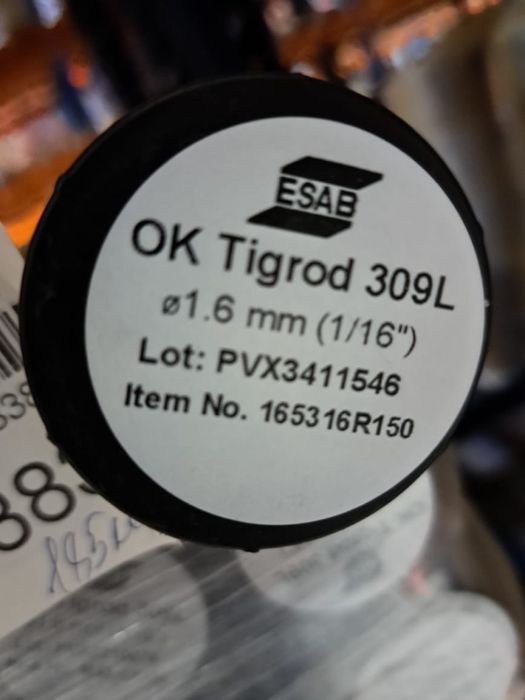 ESAB
OK Tigrod 309L
ø1.6 mm (1/16")
Lot: PVX3411546
Item No. 165316R150